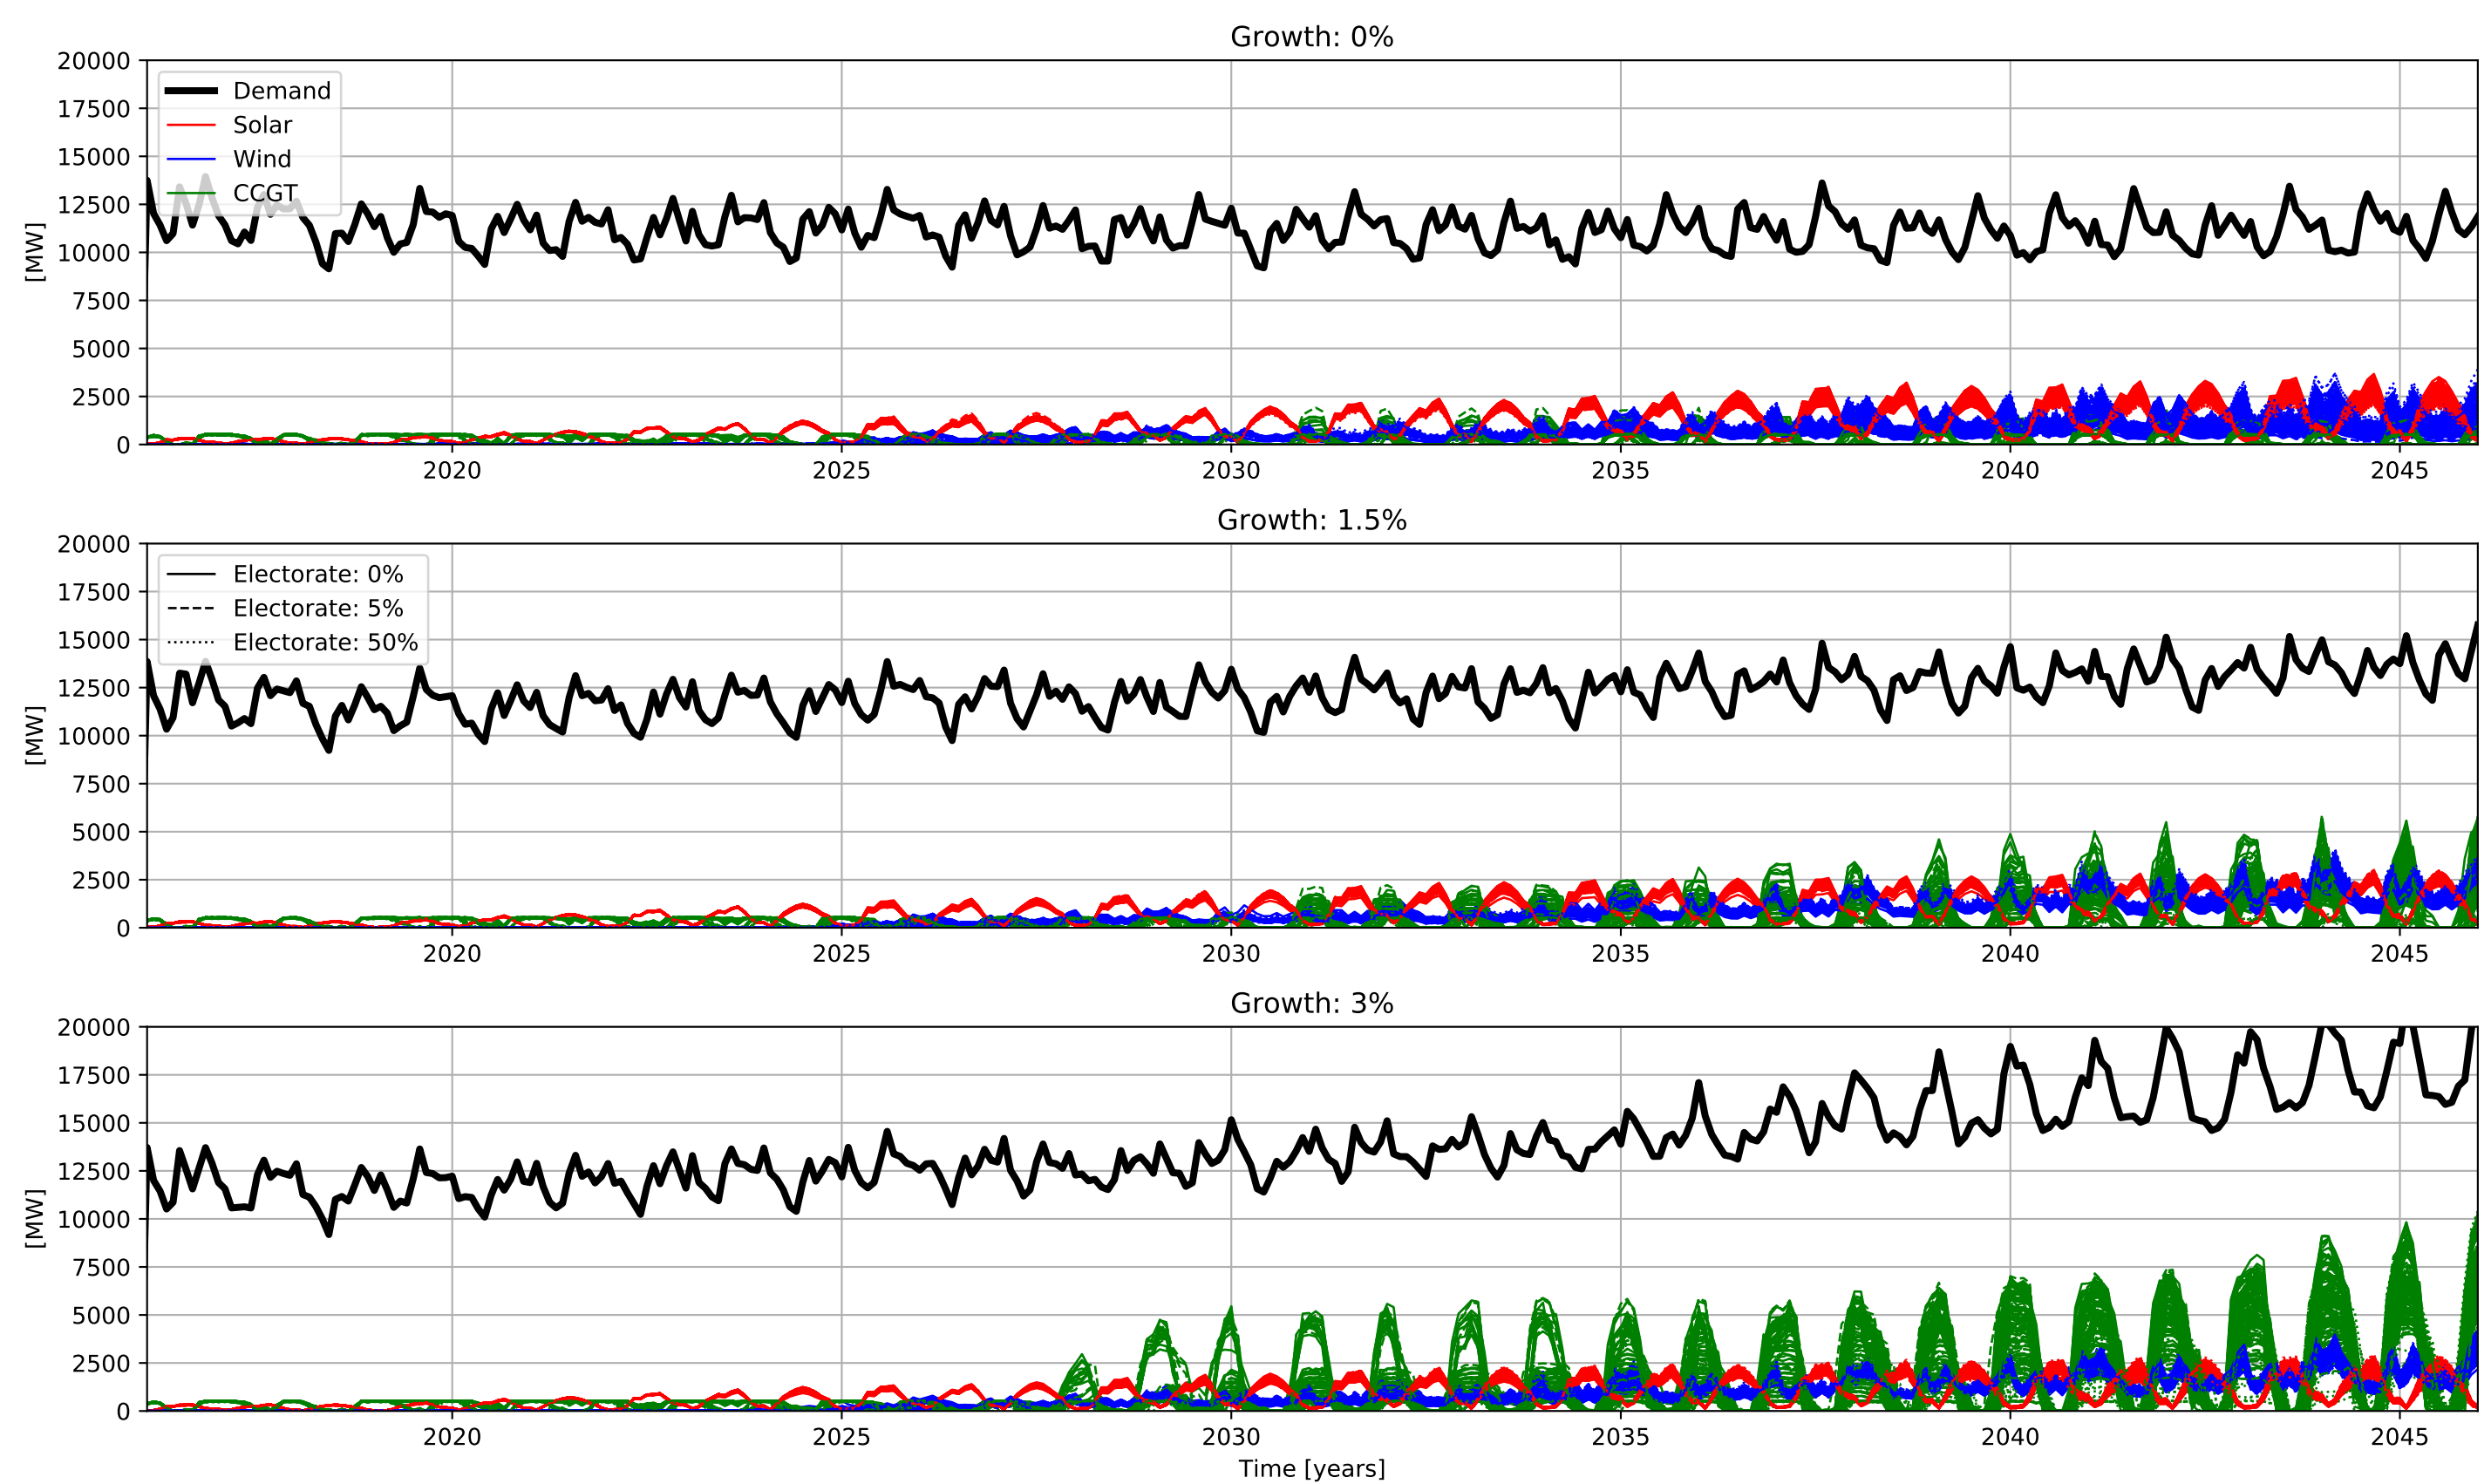 Growth: 0%
20000
17500
15000
12500
10000
7500
5000
2500
0
[MW]
Demand
Solar
Wind
CCGT
2020 2025 2030 2035 2040 2045
Growth: 1.5%
20000
17500
15000
12500
10000
7500
5000
2500
0
[MW]
Electorate: 0%
Electorate: 5%
Electorate: 50%
2020 2025 2030 2035 2040 2045
Growth: 3%
20000
17500
15000
12500
10000
7500
5000
2500
0
[MW]
2020 2025 2030 2035 2040 2045
Time [years]